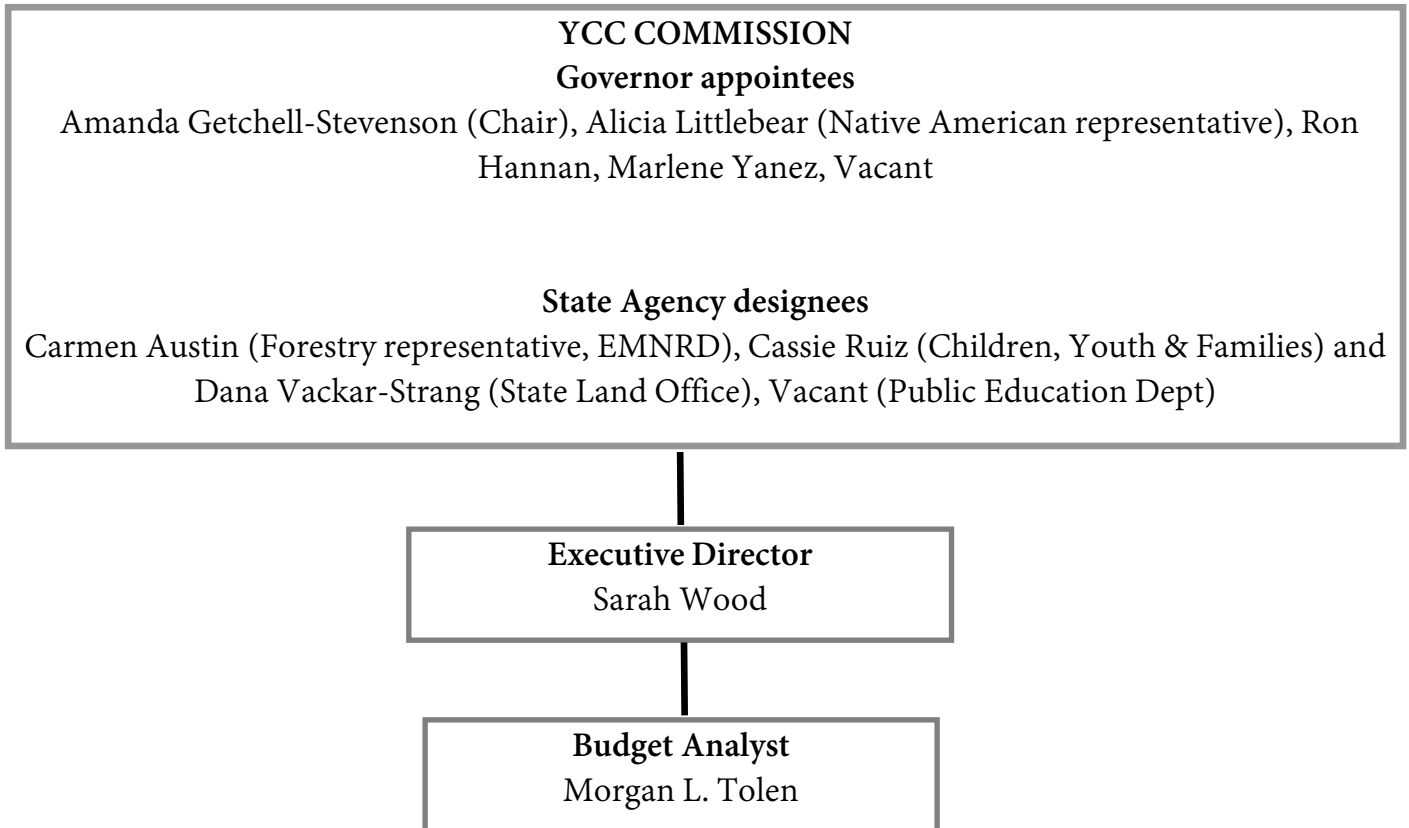 YCC COMMISSION
Governor appointees
Amanda Getchell-Stevenson (Chair), Alicia Littlebear (Native American representative), Ron
Hannan, Marlene Yanez, Vacant
State Agency designees
Carmen Austin (Forestry representative, EMNRD), Cassie Ruiz (Children, Youth & Families) and
Dana Vackar-Strang (State Land Office), Vacant (Public Education Dept)
Executive Director
Sarah Wood
Budget Analyst
Morgan L. Tolen